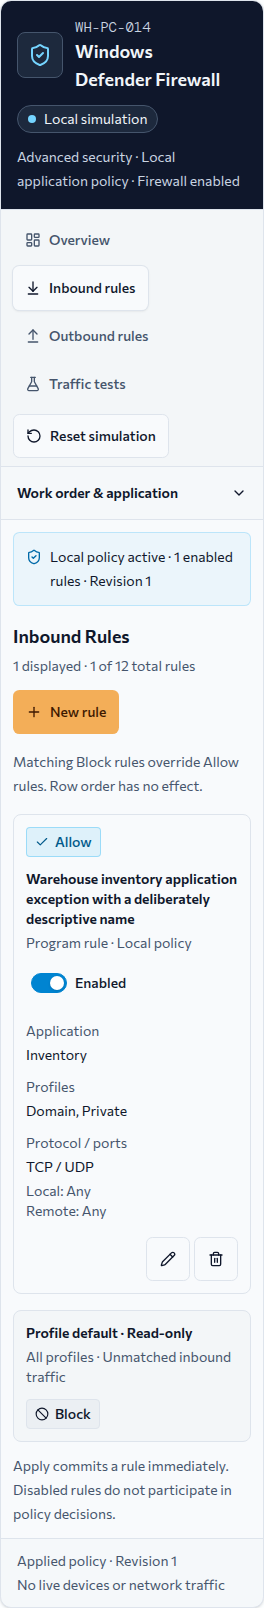 WH-PC-014
Windows
Defender Firewall
Local simulation
Advanced security · Local
application policy · Firewall enabled
Overview
Inbound rules
Outbound rules
Traffic tests
Reset simulation
Work order & application
Local policy active · 1 enabled
rules · Revision 1
Inbound Rules
1 displayed · 1 of 12 total rules
New rule
Matching Block rules override Allow
rules. Row order has no effect.
Allow
Warehouse inventory application
exception with a deliberately
descriptive name
Program rule · Local policy
Enabled
Application
Inventory
Profiles
Domain, Private
Protocol / ports
TCP / UDP
Local: Any
Remote: Any
Profile default · Read-only
All profiles · Unmatched inbound
traffic
Block
Apply commits a rule immediately.
Disabled rules do not participate in
policy decisions.
Applied policy · Revision 1
No live devices or network traffic